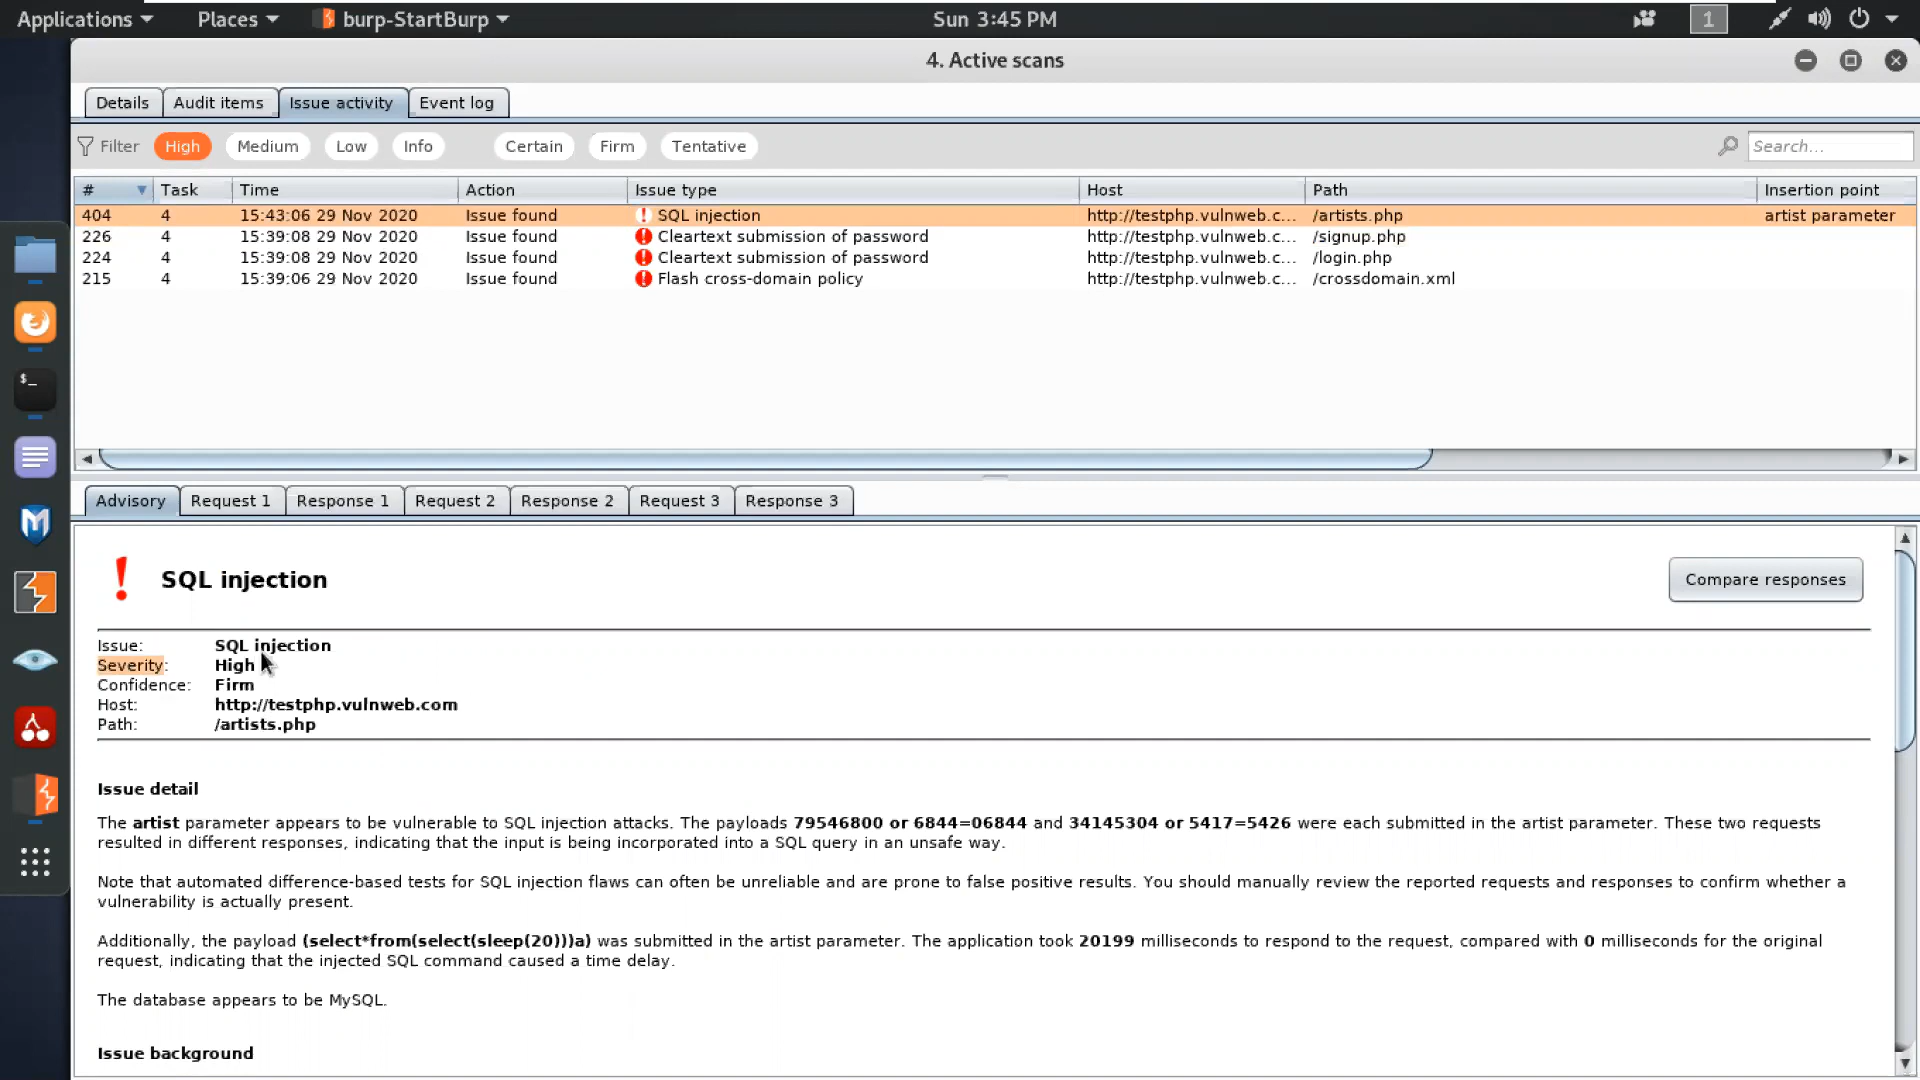 Applications Places burp-StartBurp Sun 3:45 PM 1
4. Active scans
Details Audit items Issue activity Event log
Filter High Medium Low Info Certain Firm Tentative Search...
# Task Time Action Issue type Host Path Insertion point
404 4 15:43:06 29 Nov 2020 Issue found SQL injection http://testphp.vulnweb.c... /artists.php artist parameter
226 4 15:39:08 29 Nov 2020 Issue found Cleartext submission of password http://testphp.vulnweb.c... /signup.php
224 4 15:39:08 29 Nov 2020 Issue found Cleartext submission of password http://testphp.vulnweb.c... /login.php
215 4 15:39:06 29 Nov 2020 Issue found Flash cross-domain policy http://testphp.vulnweb.c... /crossdomain.xml
Advisory Request 1 Response 1 Request 2 Response 2 Request 3 Response 3
SQL injection Compare responses
Issue: SQL injection
Severity: High
Confidence: Firm
Host: http://testphp.vulnweb.com
Path: /artists.php
Issue detail
The artist parameter appears to be vulnerable to SQL injection attacks. The payloads 79546800 or 6844=06844 and 34145304 or 5417=5426 were each submitted in the artist parameter. These two requests
resulted in different responses, indicating that the input is being incorporated into a SQL query in an unsafe way.
Note that automated difference-based tests for SQL injection flaws can often be unreliable and are prone to false positive results. You should manually review the reported requests and responses to confirm whether a
vulnerability is actually present.
Additionally, the payload (select*from(select(sleep(20)))a) was submitted in the artist parameter. The application took 20199 milliseconds to respond to the request, compared with 0 milliseconds for the original
request, indicating that the injected SQL command caused a time delay.
The database appears to be MySQL.
Issue background